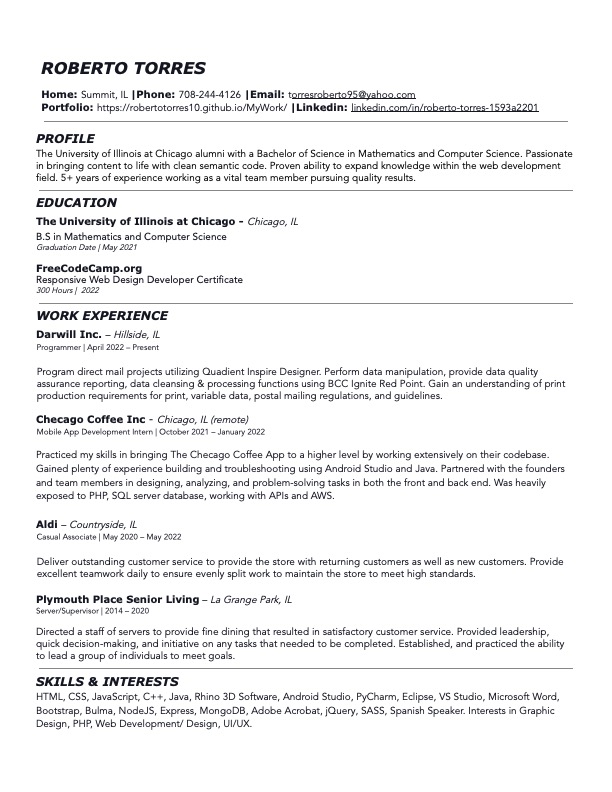 ROBERTO TORRES
Home: Summit, IL |Phone: 708-244-4126 |Email: torresroberto95@yahoo.com
Portfolio: https://robertotorres10.github.io/MyWork/ |Linkedin: linkedin.com/in/roberto-torres-1593a2201
PROFILE
The University of Illinois at Chicago alumni with a Bachelor of Science in Mathematics and Computer Science. Passionate
in bringing content to life with clean semantic code. Proven ability to expand knowledge within the web development
field. 5+ years of experience working as a vital team member pursuing quality results.
EDUCATION
The University of Illinois at Chicago - Chicago, IL
B.S in Mathematics and Computer Science
Graduation Date | May 2021
FreeCodeCamp.org
Responsive Web Design Developer Certificate
300 Hours | 2022
WORK EXPERIENCE
Darwill Inc. – Hillside, IL
Programmer | April 2022 – Present
Program direct mail projects utilizing Quadient Inspire Designer. Perform data manipulation, provide data quality
assurance reporting, data cleansing & processing functions using BCC Ignite Red Point. Gain an understanding of print
production requirements for print, variable data, postal mailing regulations, and guidelines.
Checago Coffee Inc - Chicago, IL (remote)
Mobile App Development Intern | October 2021 – January 2022
Practiced my skills in bringing The Checago Coffee App to a higher level by working extensively on their codebase.
Gained plenty of experience building and troubleshooting using Android Studio and Java. Partnered with the founders
and team members in designing, analyzing, and problem-solving tasks in both the front and back end. Was heavily
exposed to PHP, SQL server database, working with APIs and AWS.
Aldi – Countryside, IL
Casual Associate | May 2020 – May 2022
Deliver outstanding customer service to provide the store with returning customers as well as new customers. Provide
excellent teamwork daily to ensure evenly split work to maintain the store to meet high standards.
Plymouth Place Senior Living – La Grange Park, IL
Server/Supervisor | 2014 – 2020
Directed a staff of servers to provide fine dining that resulted in satisfactory customer service. Provided leadership,
quick decision-making, and initiative on any tasks that needed to be completed. Established, and practiced the ability
to lead a group of individuals to meet goals.
SKILLS & INTERESTS
HTML, CSS, JavaScript, C++, Java, Rhino 3D Software, Android Studio, PyCharm, Eclipse, VS Studio, Microsoft Word,
Bootstrap, Bulma, NodeJS, Express, MongoDB, Adobe Acrobat, jQuery, SASS, Spanish Speaker. Interests in Graphic
Design, PHP, Web Development/ Design, UI/UX.